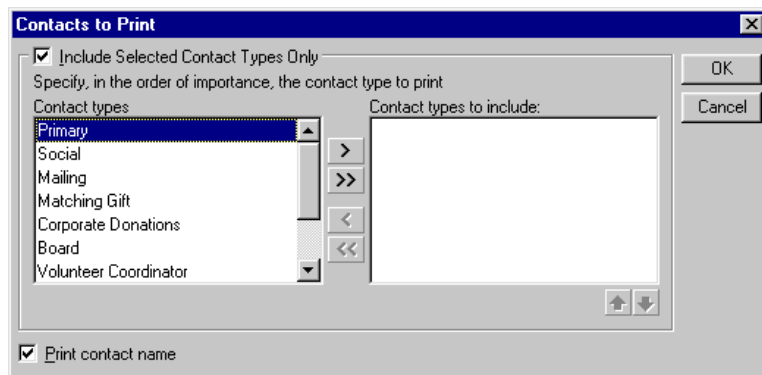 Contacts to Print
Include Selected Contact Types Only
Specify, in the order of importance, the contact type to print
Contact types
Contact types to include:
Primary
Social
Mailing
Matching Gift
Corporate Donations
Board
Volunteer Coordinator
>
>>
<
<<
OK
Cancel
Print contact name